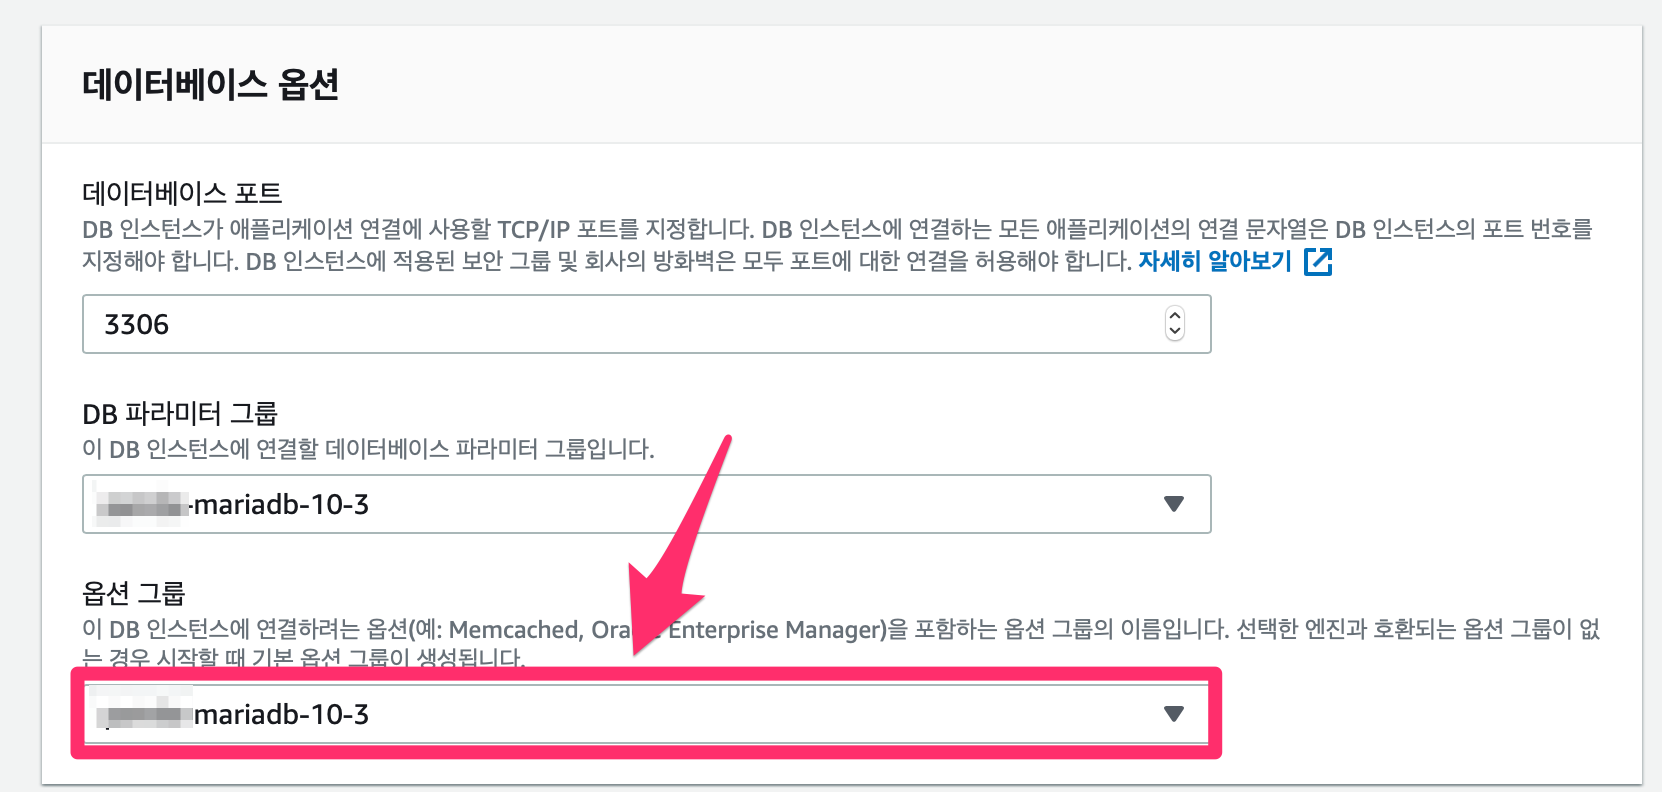 데이터베이스 옵션
데이터베이스 포트
DB 인스턴스가 애플리케이션 연결에 사용할 TCP/IP 포트를 지정합니다. DB 인스턴스에 연결하는 모든 애플리케이션의 연결 문자열은 DB 인스턴스의 포트 번호를
지정해야 합니다. DB 인스턴스에 적용된 보안 그룹 및 회사의 방화벽은 모두 포트에 대한 연결을 허용해야 합니다. 자세히 알아보기
3306
DB 파라미터 그룹
이 DB 인스턴스에 연결할 데이터베이스 파라미터 그룹입니다.
-mariadb-10-3
옵션 그룹
이 DB 인스턴스에 연결하려는 옵션(예: Memcached, Enterprise Manager)을 포함하는 옵션 그룹의 이름입니다. 선택한 엔진과 호환되는 옵션 그룹이 없
는 경우 시작할 때 기본 옵션 그룹이 생성됩니다.
mariadb-10-3